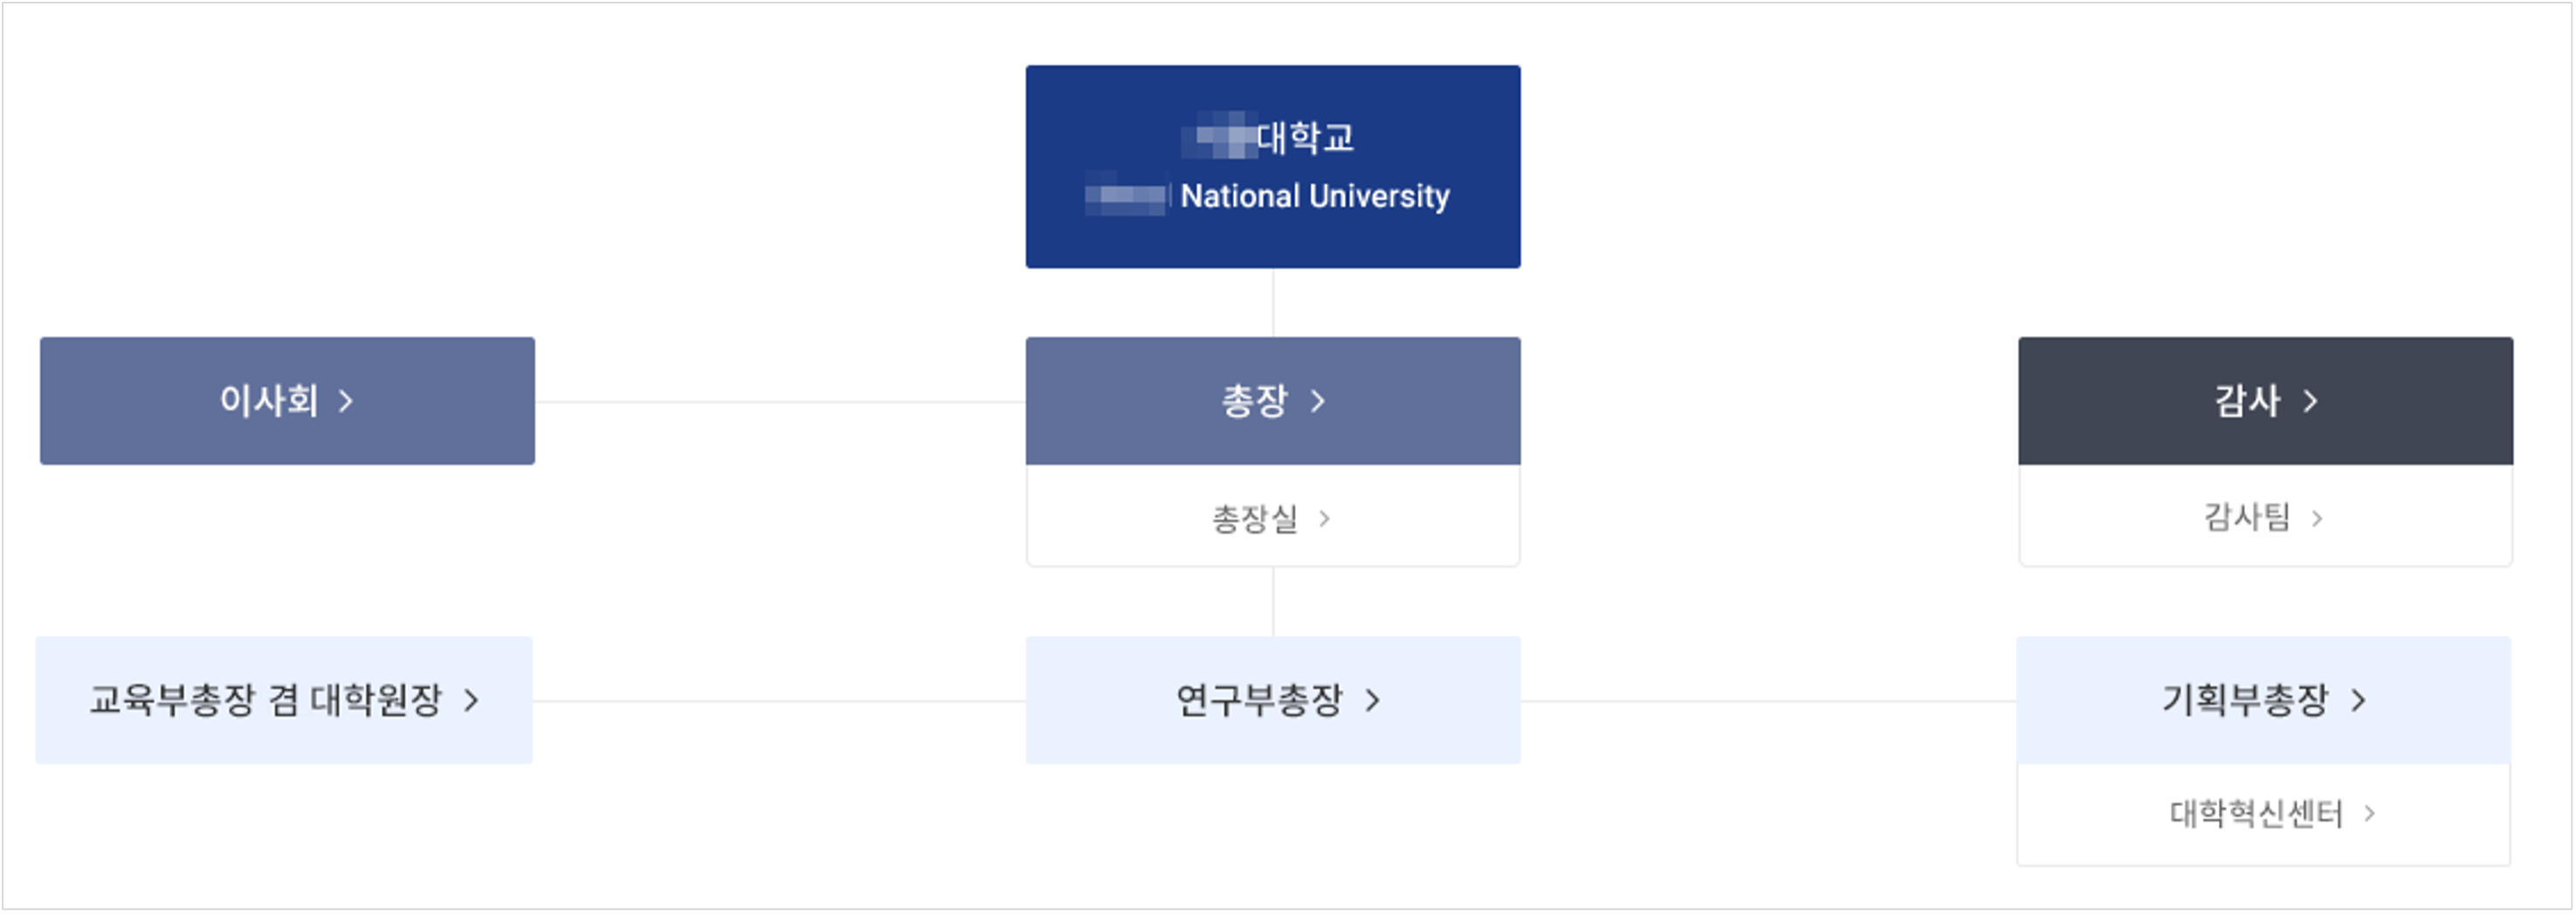 대학교
National University
이사회
총장
감사
총장실
감사팀
교육부총장 겸 대학원장
연구부총장
기획부총장
대학혁신센터